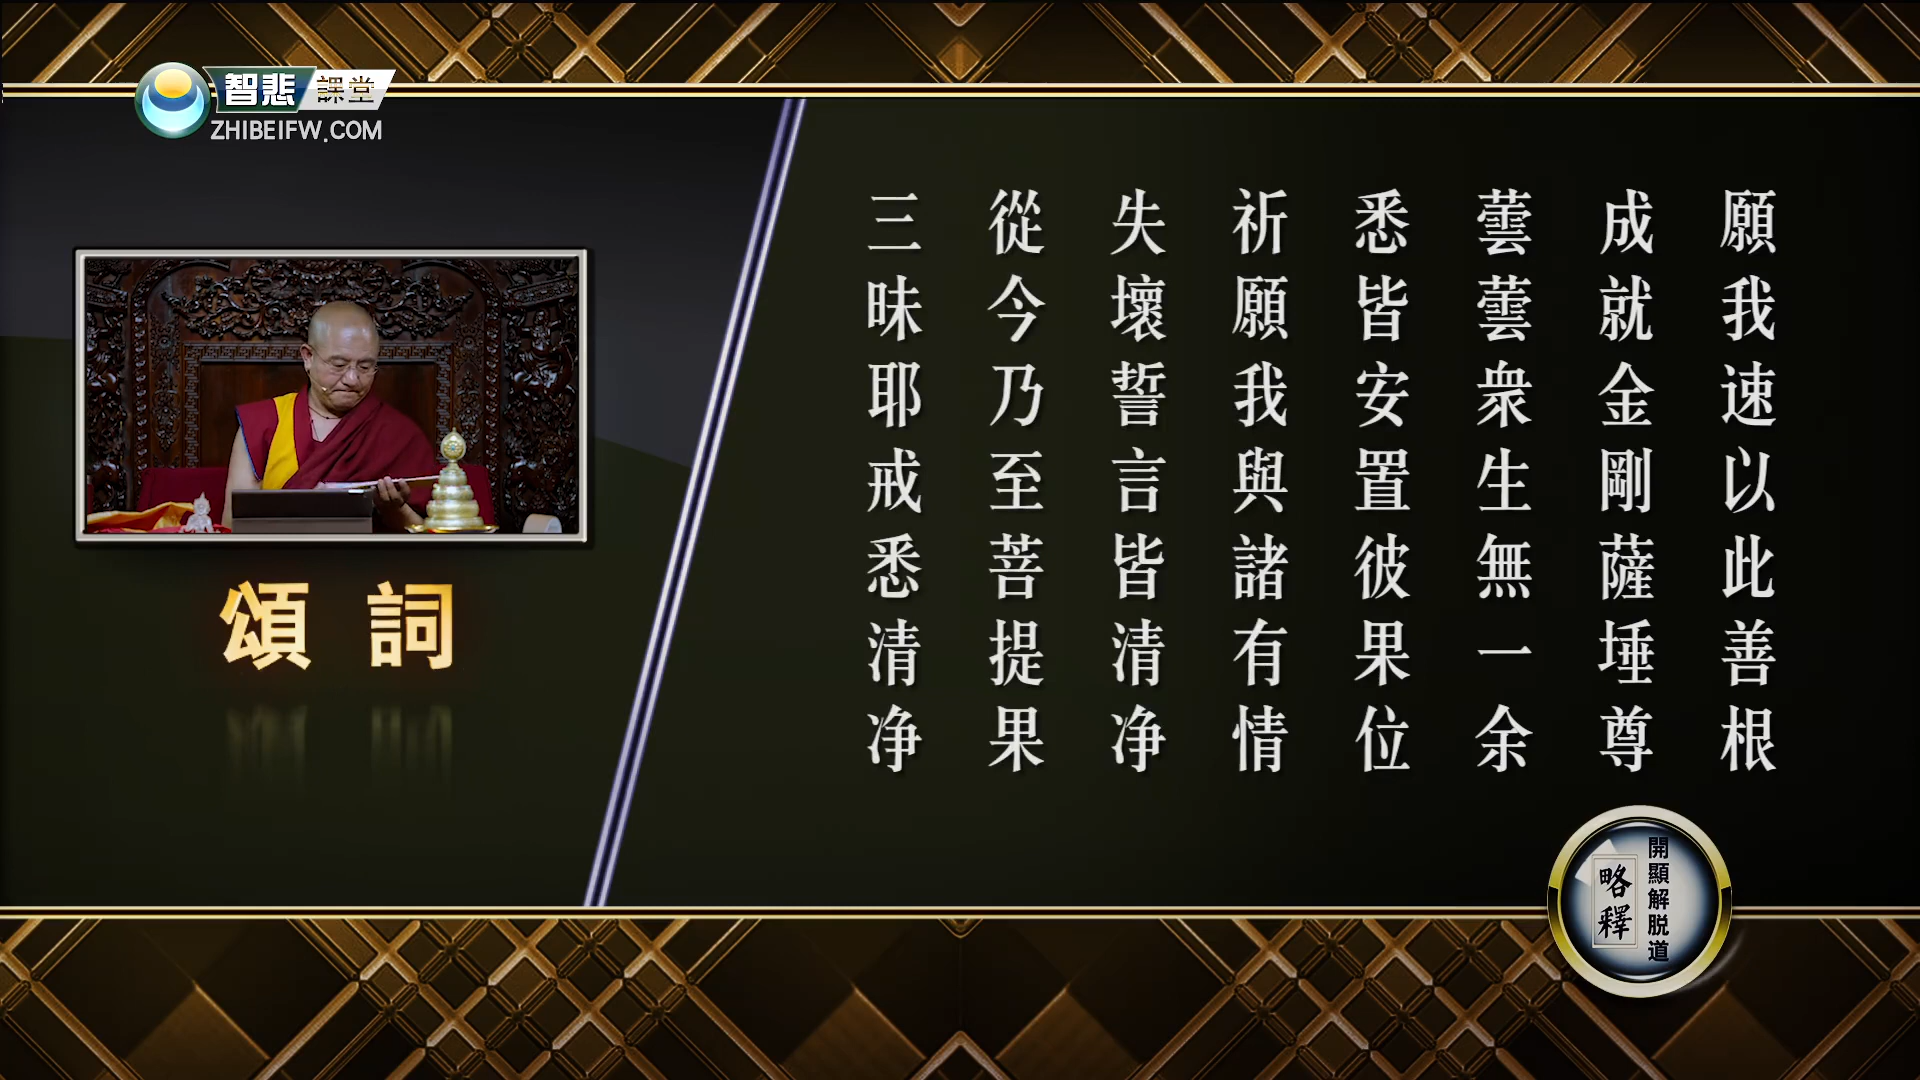 智悲課堂
ZHIBEIFW.COM
願我速以此善根
成就金剛薩埵尊
蕓蕓衆生無一余
悉皆安置彼果位
祈願我與諸有情
失壞誓言皆清净
從今乃至菩提果
三昧耶戒悉清净
頌詞
開顯解脱道
略釋